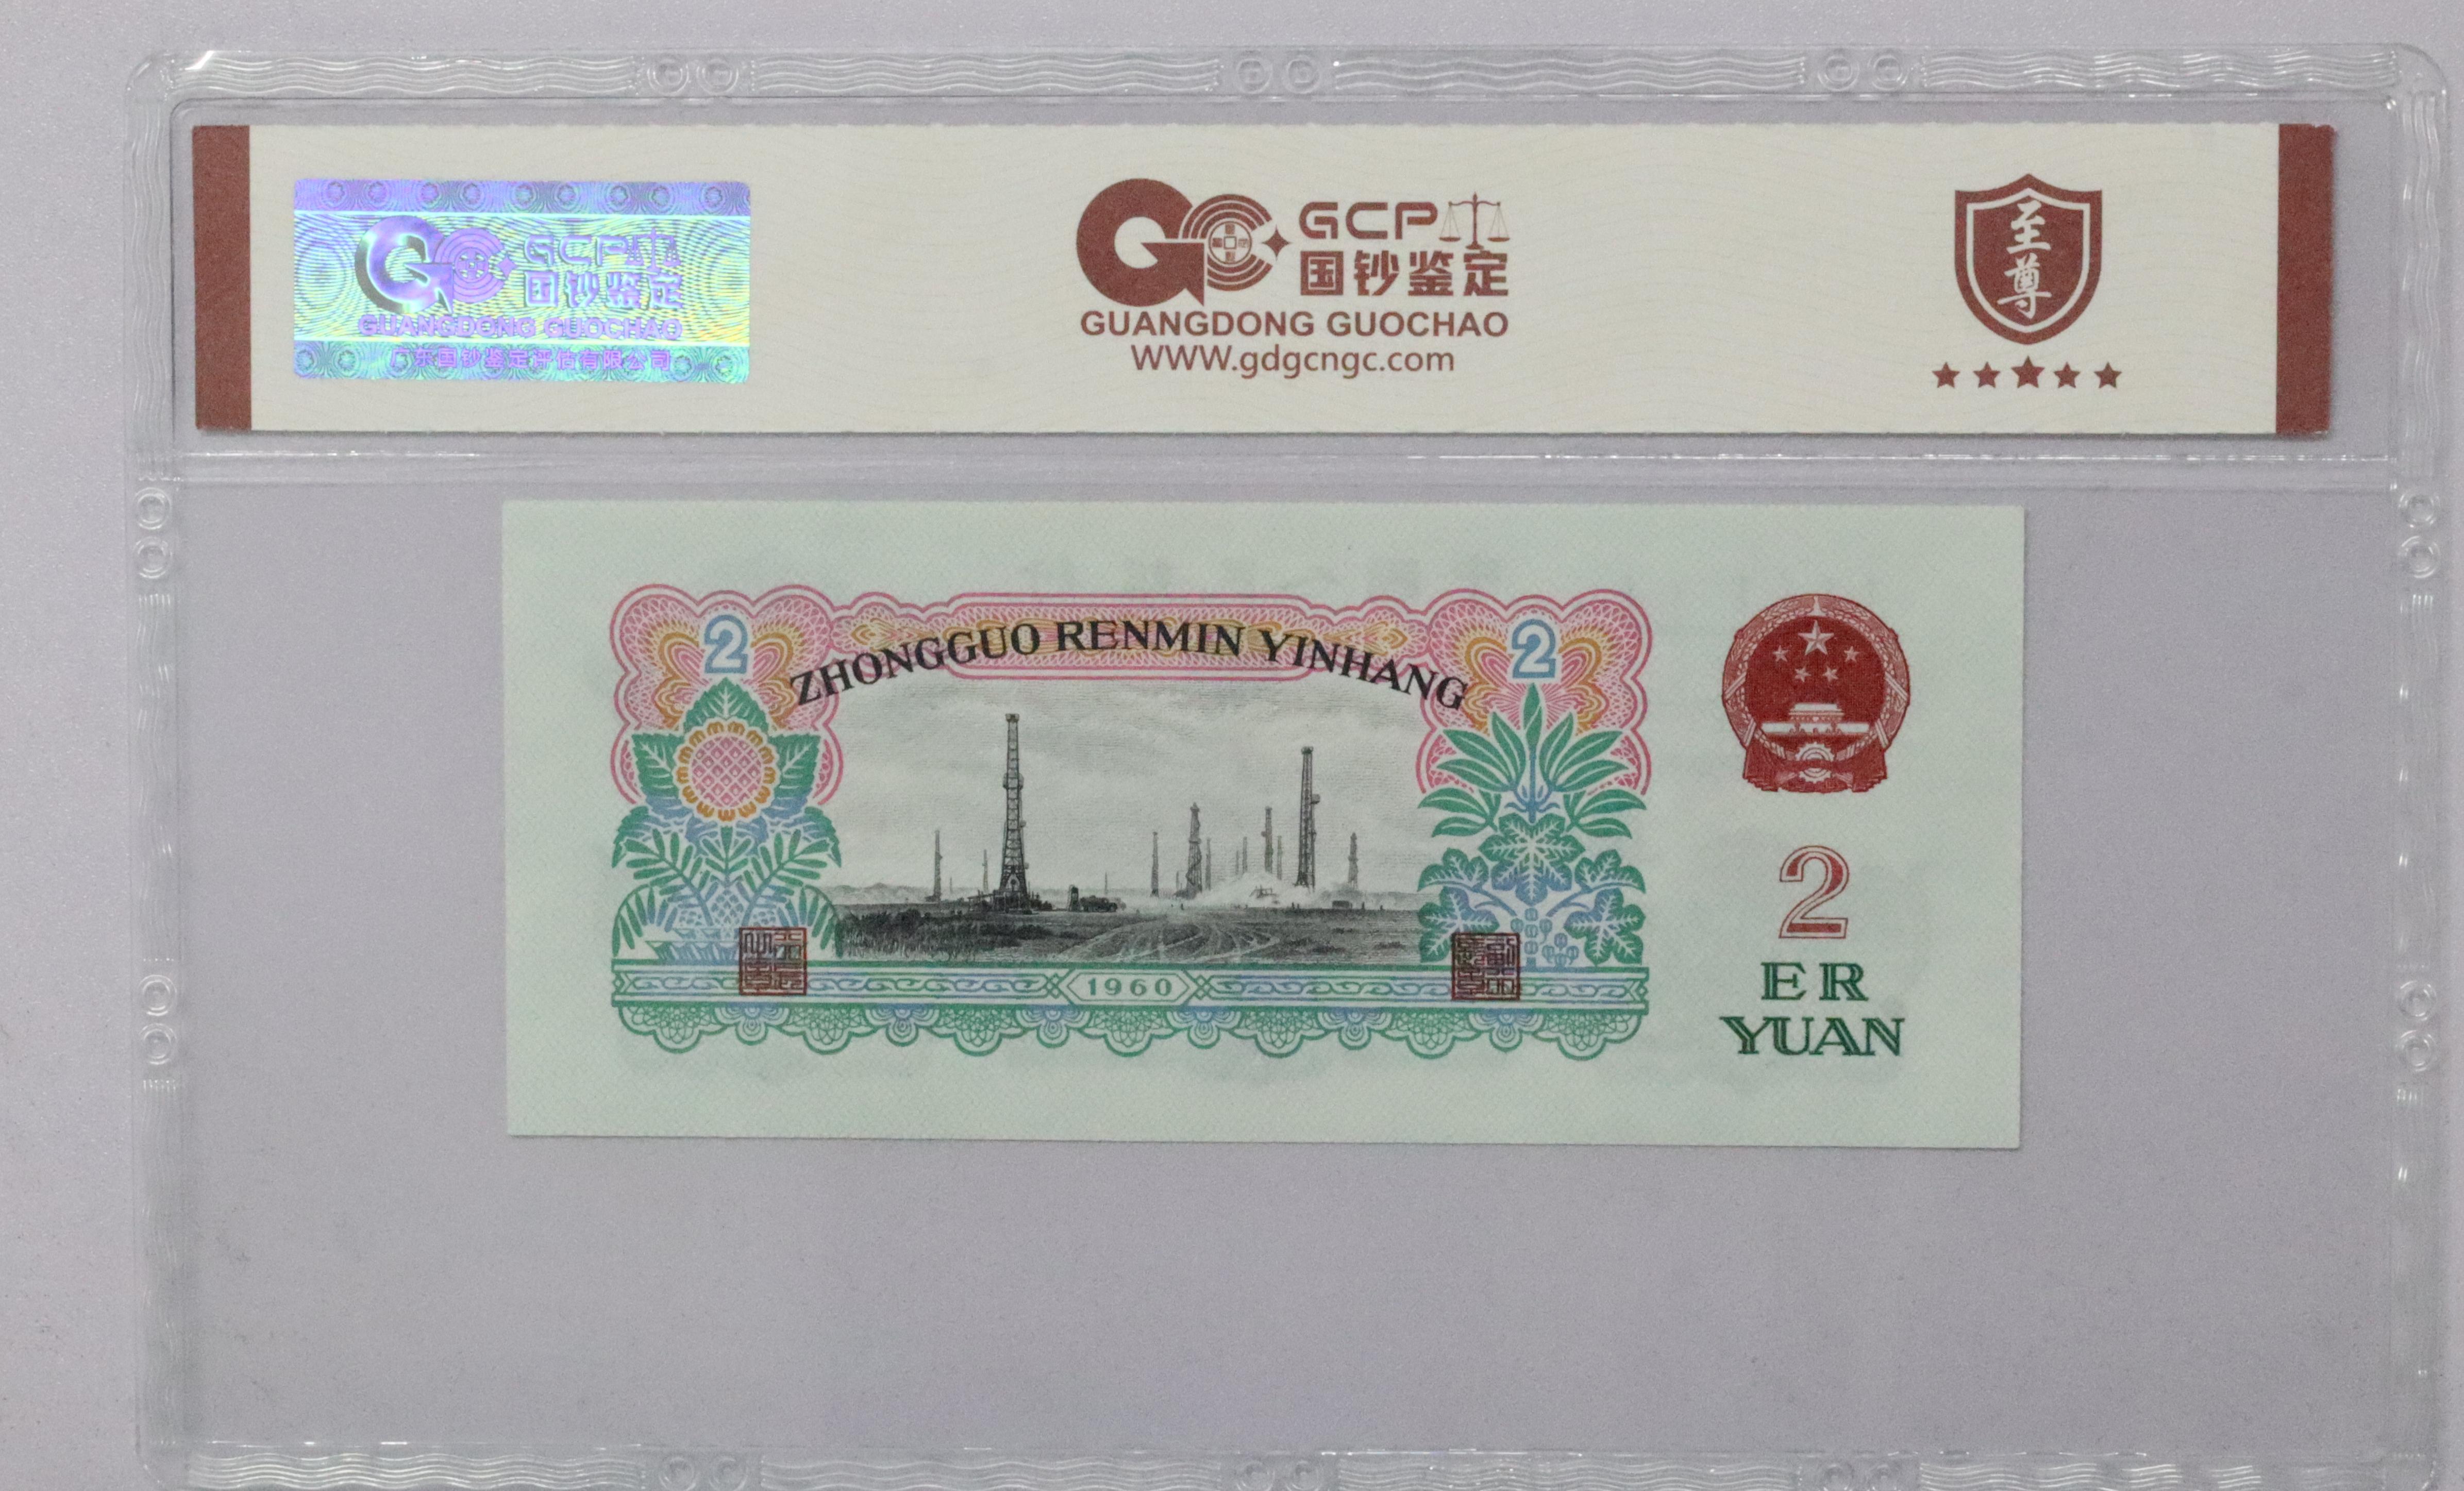 GCP
国钞鉴定
GUANGDONG GUOCHAO
广东国钞鉴定评估有限公司
GCP
国钞鉴定
GUANGDONG GUOCHAO
WWW.gdgcngc.com
至尊
2
ZHONGGUO RENMIN YINHANG
2
1960
2
ER
YUAN